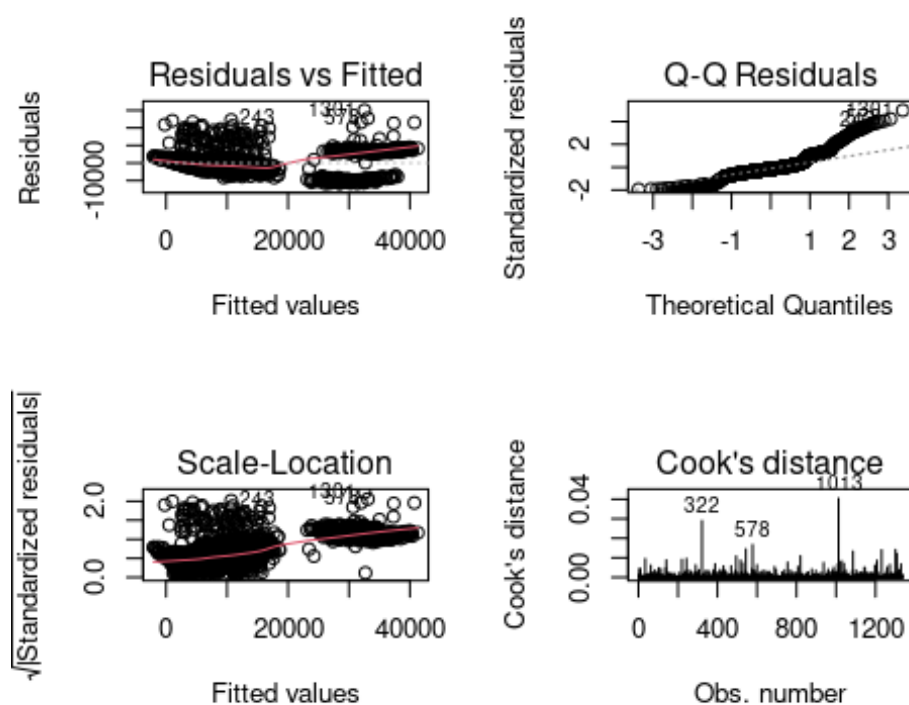 Residuals vs Fitted
Residuals
-10000
243
0
20000
40000
Fitted values
Q-Q Residuals
Standardized residuals
2
-2
1301
-3
-1
1
2
3
Theoretical Quantiles
Scale-Location
√|Standardized residuals|
2.0
0.0
243
0
20000
40000
Fitted values
Cook's distance
Cook's distance
0.04
0.00
322
578
1013
0
400
800
1200
Obs. number